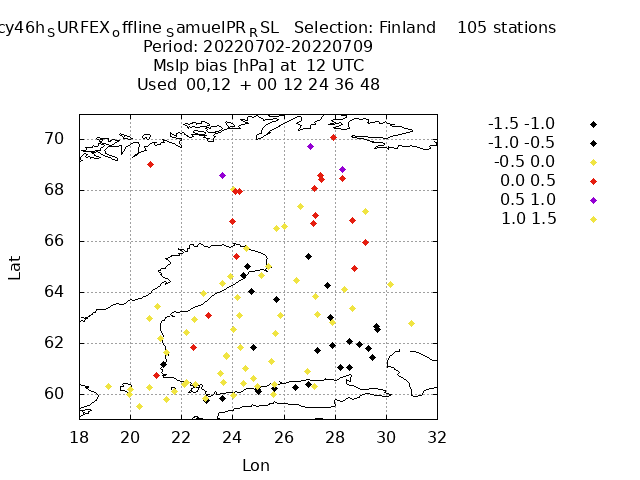 cy46h_SURFEX_offline_SamuelPR_RSL Selection: Finland 105 stations
Period: 20220702-20220709
Mslp bias [hPa] at 12 UTC
Used 00,12 + 00 12 24 36 48
-1.5 -1.0
-1.0 -0.5
-0.5 0.0
0.0 0.5
0.5 1.0
1.0 1.5
70
68
66
64
62
60
Lat
18 20 22 24 26 28 30 32
Lon